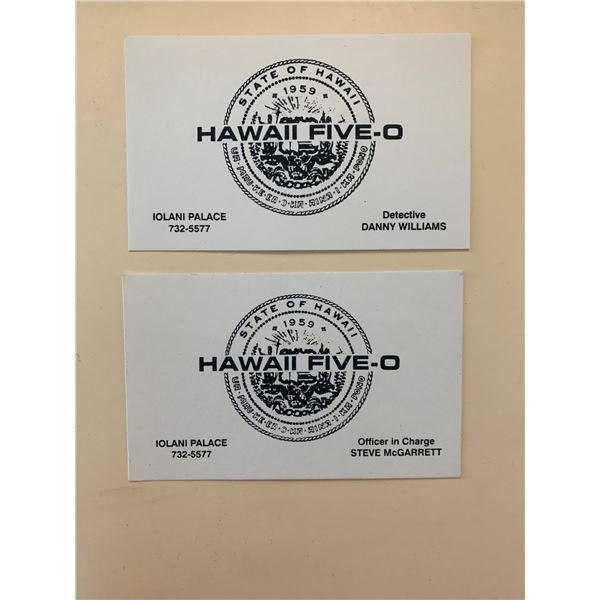 STATE OF HAWAII
1959
HAWAII FIVE-O
IOLANI PALACE
732-5577
Detective
DANNY WILLIAMS
STATE OF HAWAII
1959
HAWAII FIVE-O
IOLANI PALACE
732-5577
Officer in Charge
STEVE McGARRETT